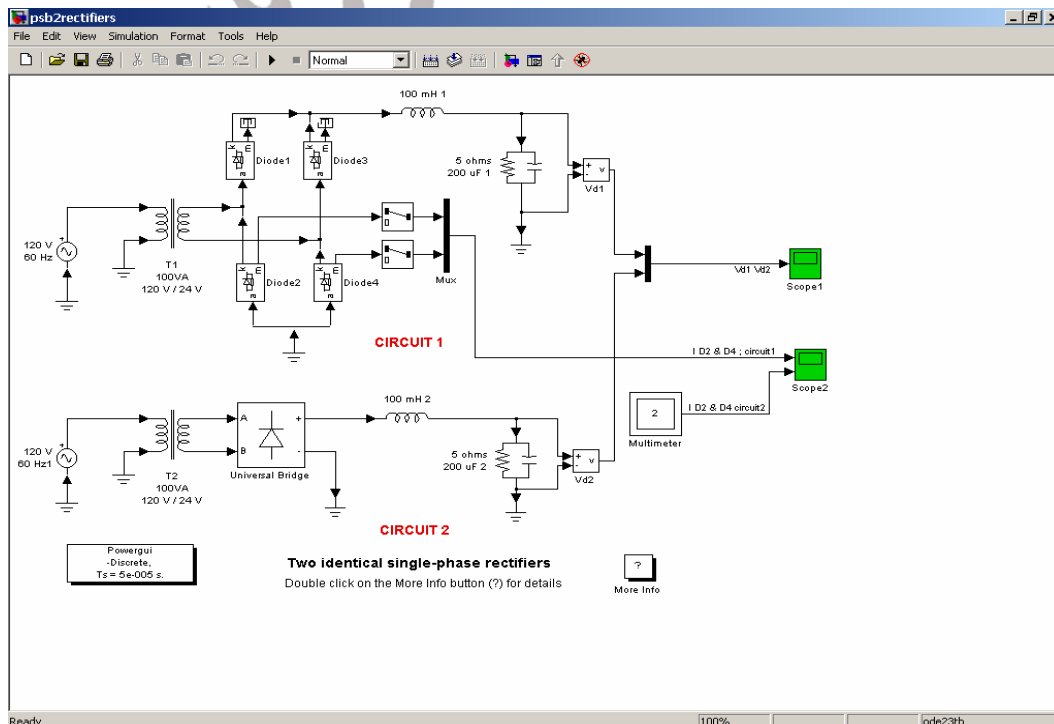 psb2rectifiers
File Edit View Simulation Format Tools Help
Normal
100 mH 1
k
m
a
Diode1
k
m
a
Diode3
5 ohms
200 uF 1
+
-
v
Vd1
120 V
60 Hz
+
T1
100VA
120 V / 24 V
k
m
a
Diode2
k
m
a
Diode4
Mux
CIRCUIT 1
Vd1 Vd2
Scope1
I D2 & D4 ; circuit1
Scope2
2
I D2 & D4 circuit2
Multimeter
100 mH 2
120 V
60 Hz1
+
T2
100VA
120 V / 24 V
A
B
+
-
Universal Bridge
5 ohms
200 uF 2
+
-
v
Vd2
CIRCUIT 2
Powergui
-Discrete,
Ts = 5e-005 s.
Two identical single-phase rectifiers
Double click on the More Info button (?) for details
?
More Info
Ready
100%
ode23tb